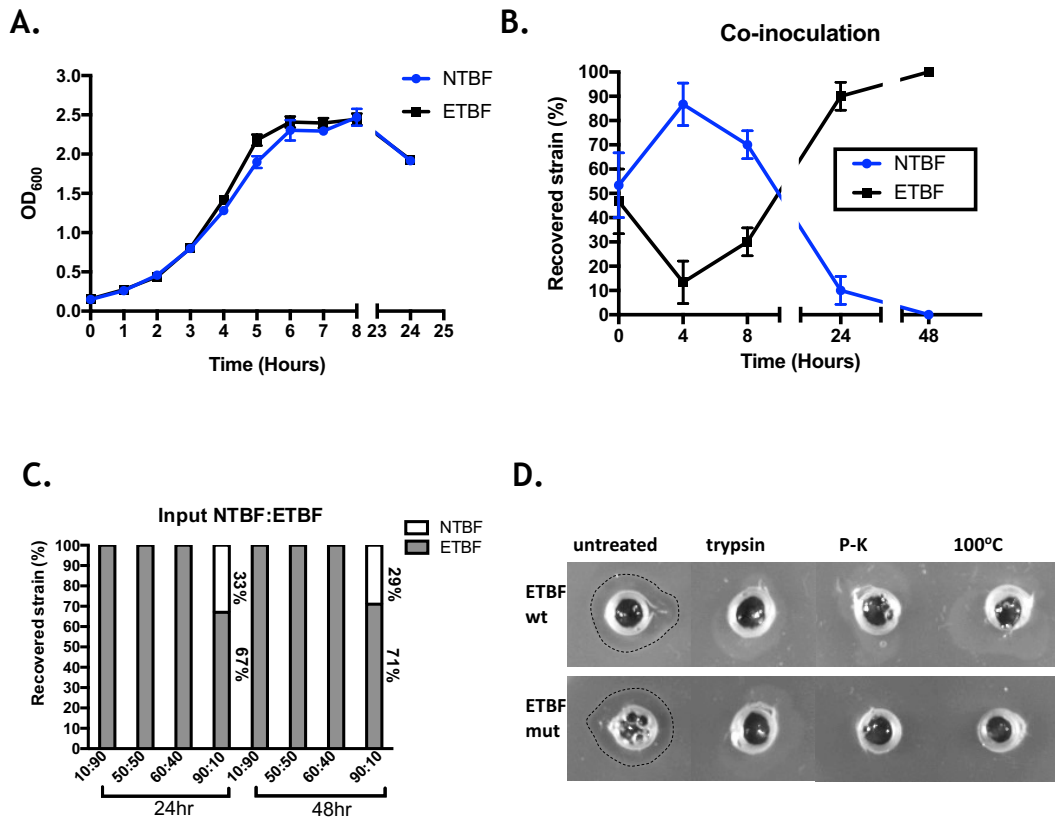 A.
NTBF
ETBF
3.0
2.5
2.0
1.5
1.0
0.5
0.0
OD600
0 1 2 3 4 5 6 7 8 23 24 25
Time (Hours)
B.
Co-inoculation
100
90
80
70
60
50
40
30
20
10
0
Recovered strain (%)
NTBF
ETBF
0 4 8 24 48
Time (Hours)
C.
Input NTBF:ETBF
NTBF
ETBF
100
90
80
70
60
50
40
30
20
10
0
Recovered strain (%)
33%
67%
29%
71%
10:90 50:50 60:40 90:10 10:90 50:50 60:40 90:10
24hr 48hr
D.
untreated trypsin P-K 100°C
ETBF
wt
ETBF
mut